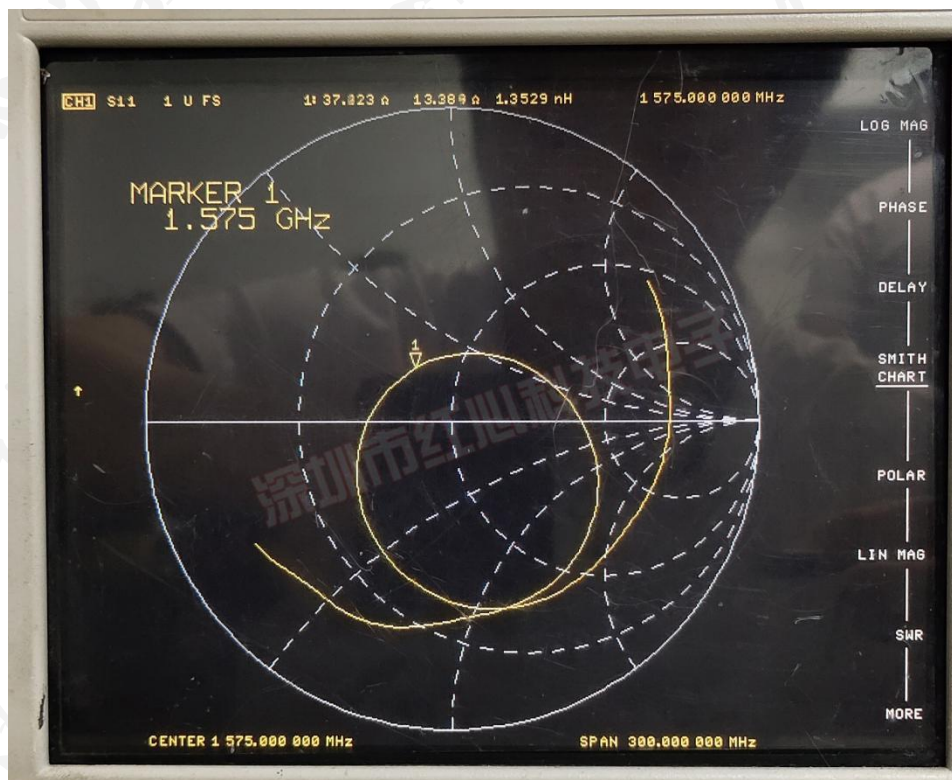 CH1 S11 1 U FS 1: 37.023 Ω 13.389 Ω 1.3529 nH 1 575.000 000 MHz
LOG MAG
MARKER 1
1.575 GHz
PHASE
DELAY
1
SMITH
CHART
深圳市红心科技电子
POLAR
LIN MAG
SWR
MORE
CENTER 1 575.000 000 MHz SPAN 300.000 000 MHz